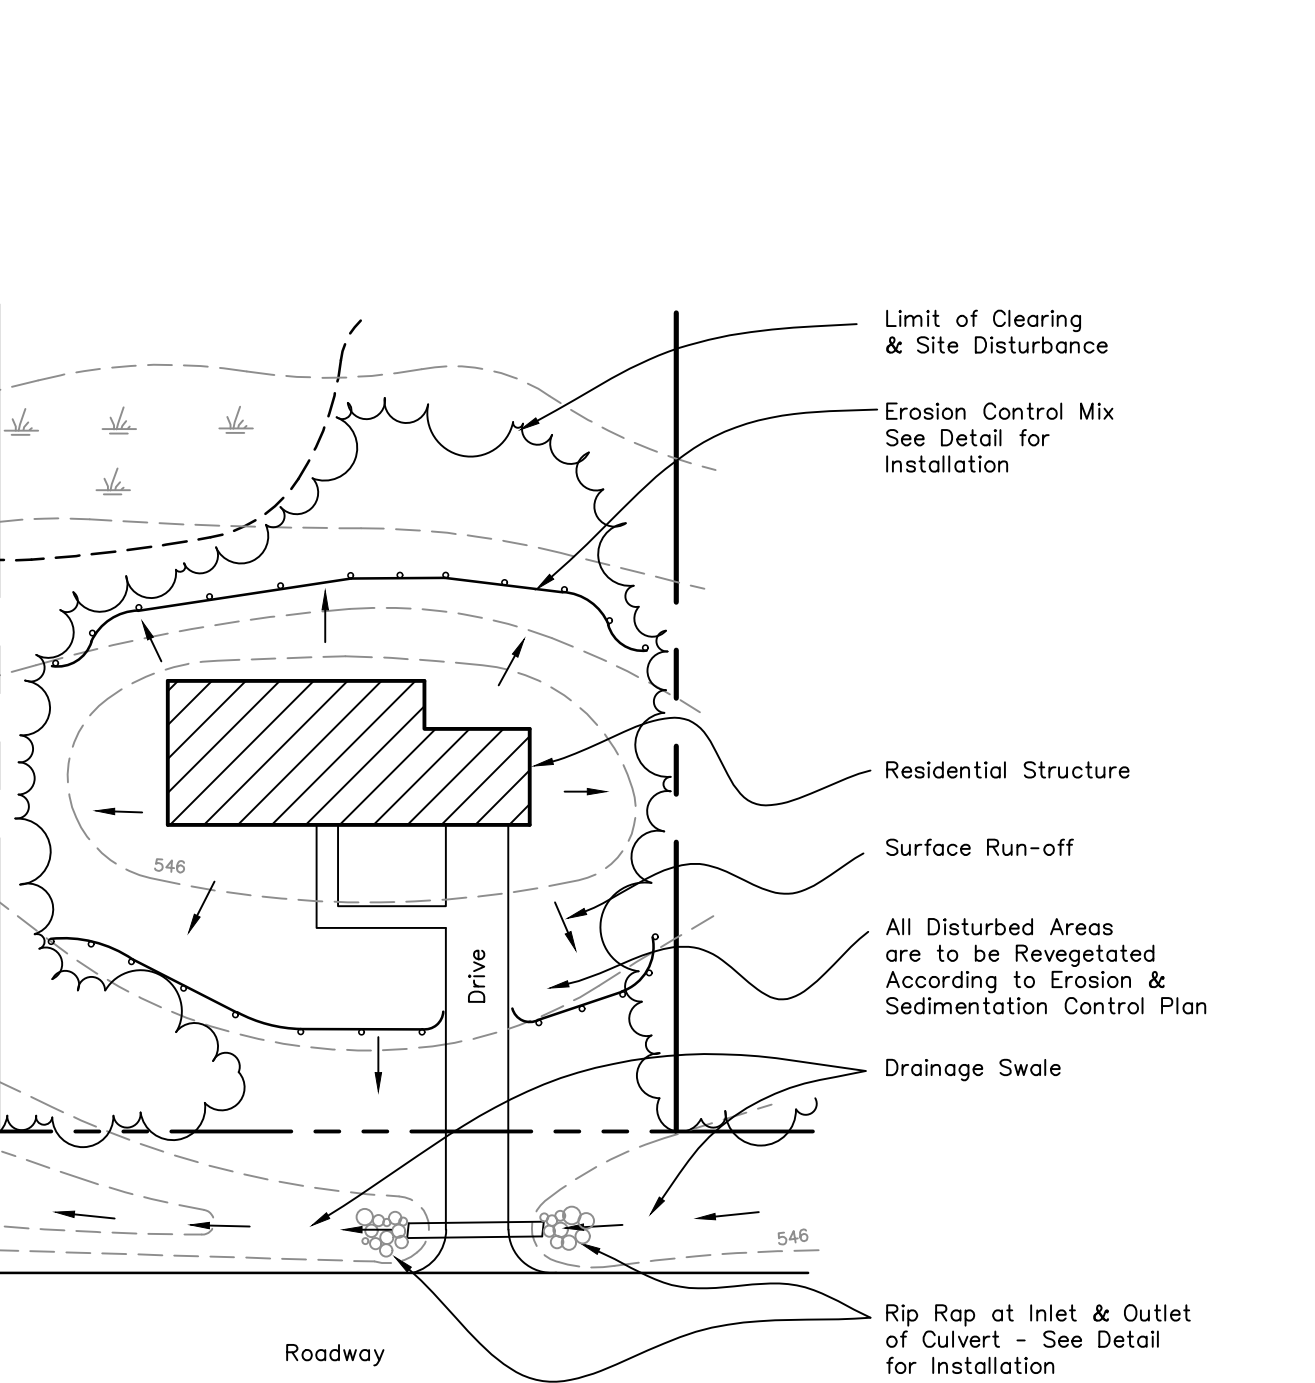 Limit of Clearing
& Site Disturbance
Erosion Control Mix
See Detail for
Installation
Residential Structure
546
Surface Run-off
All Disturbed Areas
are to be Revegetated
According to Erosion &
Sedimentation Control Plan
Drive
Drainage Swale
546
Rip Rap at Inlet & Outlet
of Culvert - See Detail
for Installation
Roadway